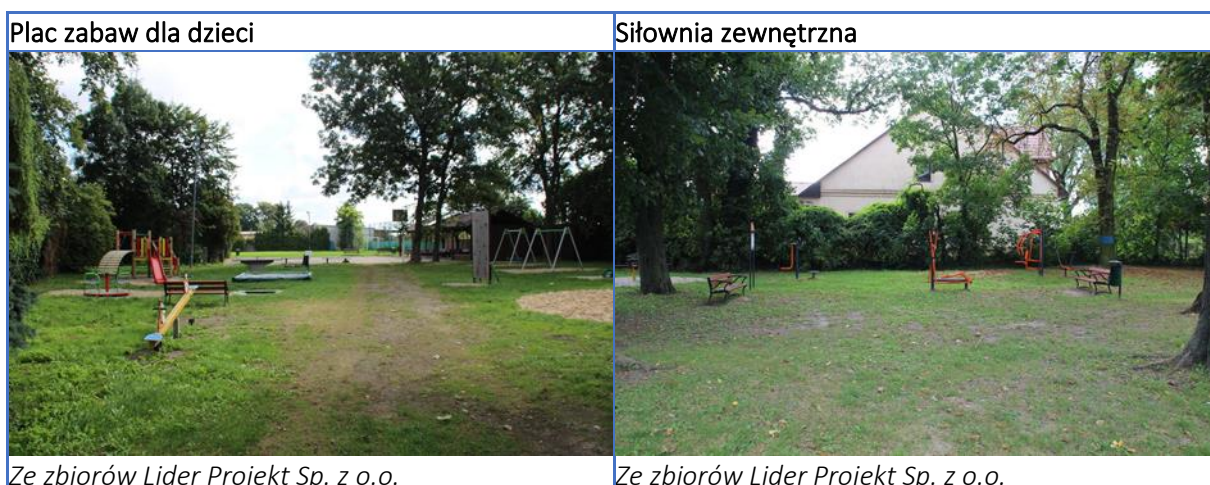 Plac zabaw dla dzieci
Siłownia zewnętrzna
Ze zbiorów Lider Projekt Sp. z o.o.
Ze zbiorów Lider Projekt Sp. z o.o.